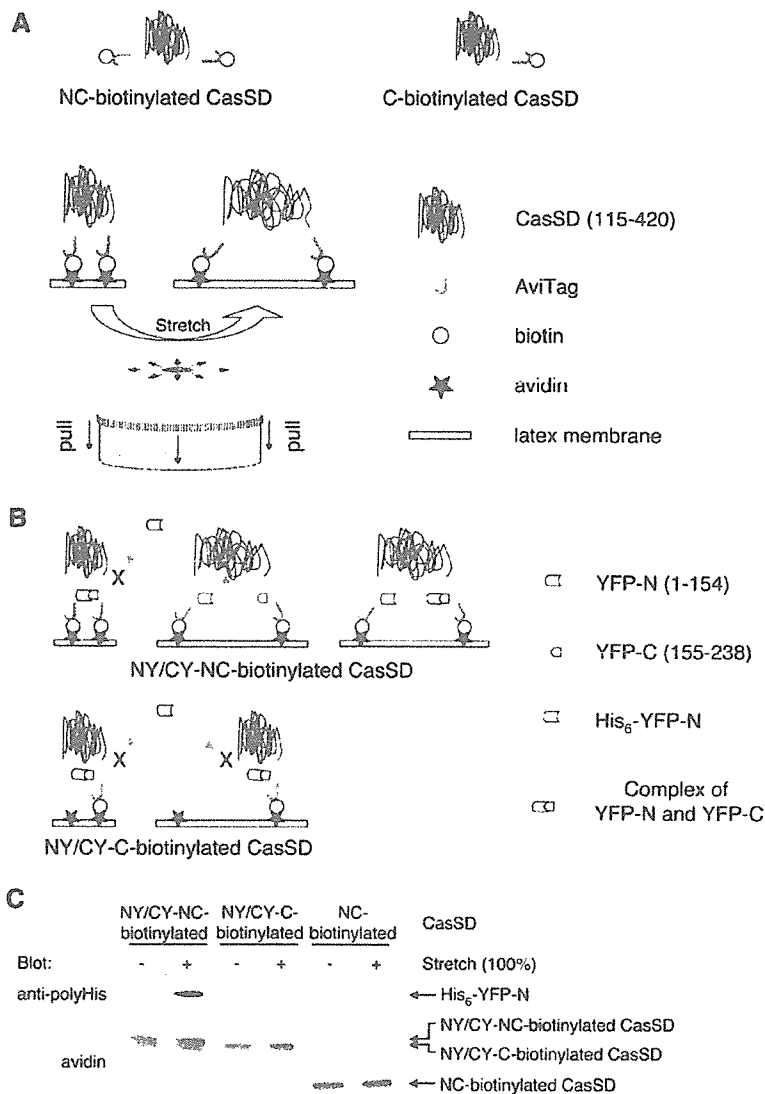 A
NC-biotinylated CasSD
C-biotinylated CasSD
CasSD (115-420)
AviTag
biotin
avidin
latex membrane
Stretch
pull
pull
B
X
NY/CY-NC-biotinylated CasSD
X
X
NY/CY-C-biotinylated CasSD
YFP-N (1-154)
YFP-C (155-238)
His6-YFP-N
Complex of
YFP-N and YFP-C
C
NY/CY-NC- NY/CY-C- NC-
biotinylated biotinylated biotinylated CasSD
Blot: - + - + - + Stretch (100%)
anti-polyHis His6-YFP-N
NY/CY-NC-biotinylated CasSD
avidin NY/CY-C-biotinylated CasSD
NC-biotinylated CasSD